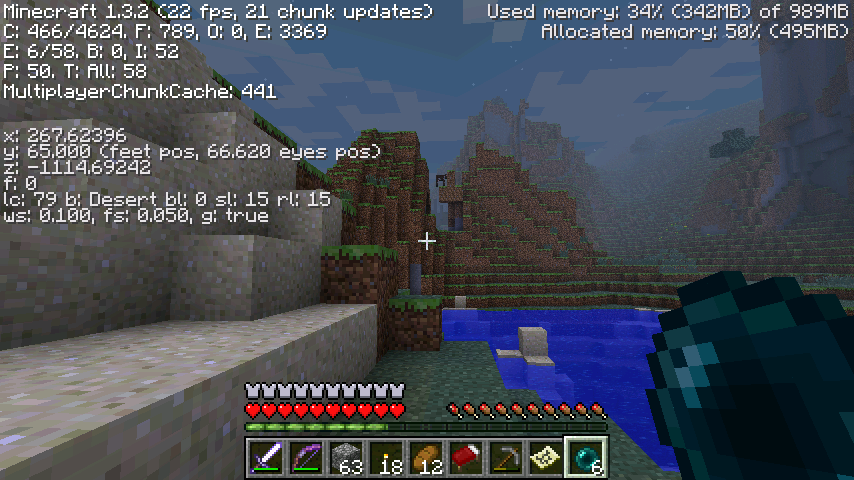 Minecraft 1.3.2 (22 fps, 21 chunk updates)
Used memory: 34% (342MB) of 989MB
C: 466/4624. F: 789, O: 0, E: 3369
Allocated memory: 50% (495MB)
E: 6/58. B: 0, I: 52
P: 50. T: All: 58
MultiplayerChunkCache: 441
x: 267.62396
y: 65.000 (feet pos, 66.620 eyes pos)
z: -1114.69242
f: 0
lc: 79 b: Desert bl: 0 sl: 15 rl: 15
ws: 0.100, fs: 0.050, g: true
63 18 12 6